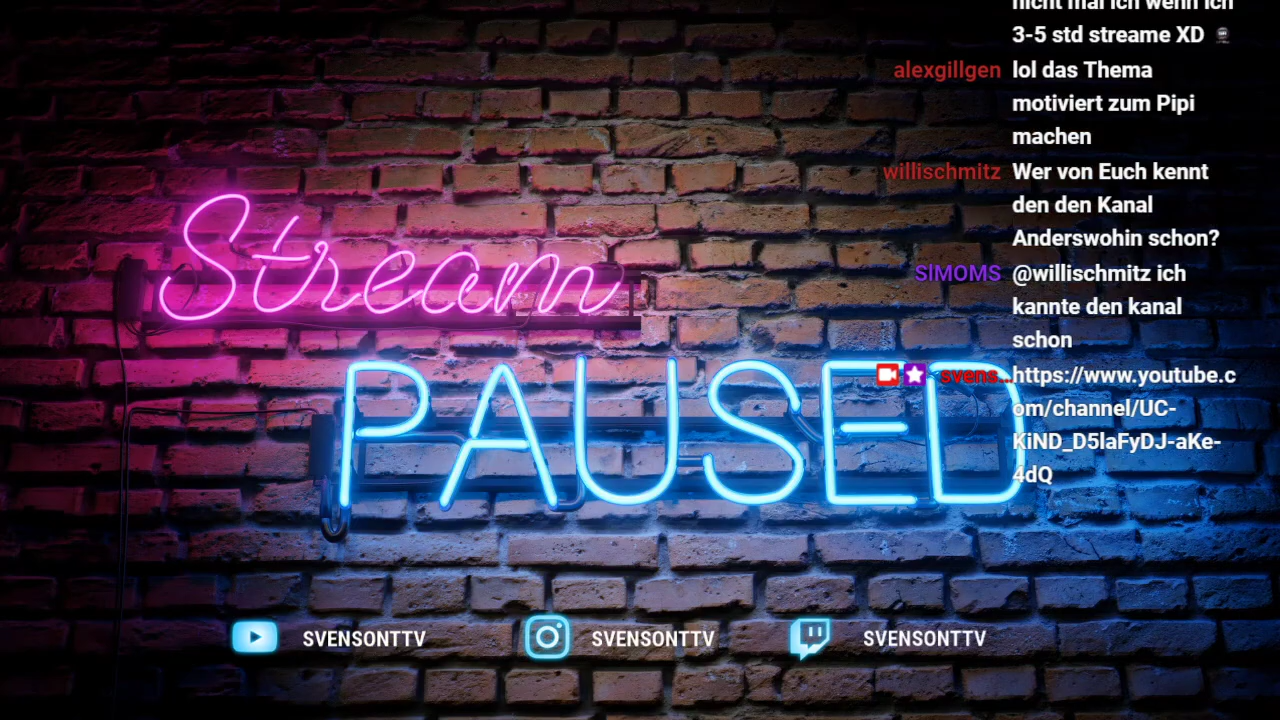 nicht mal ich wenn ich
3-5 std streame XD
alexgillgen lol das Thema
motiviert zum Pipi
machen
willischmitz Wer von Euch kennt
den den Kanal
Anderswohin schon?
SIMOMS @willischmitz ich
kannte den kanal
schon
svens... https://www.youtube.c
om/channel/UC-
KiND_D5laFyDJ-aKe-
4dQ
Stream
PAUSED
SVENSONTTV SVENSONTTV SVENSONTTV